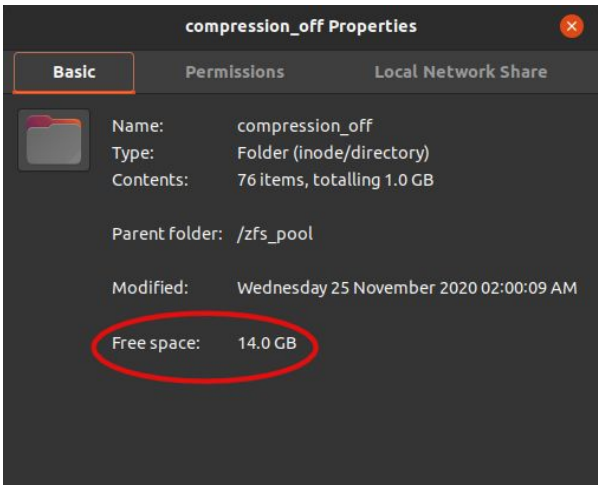 compression_off Properties
Basic Permissions Local Network Share
Name: compression_off
Type: Folder (inode/directory)
Contents: 76 items, totalling 1.0 GB
Parent folder: /zfs_pool
Modified: Wednesday 25 November 2020 02:00:09 AM
Free space: 14.0 GB